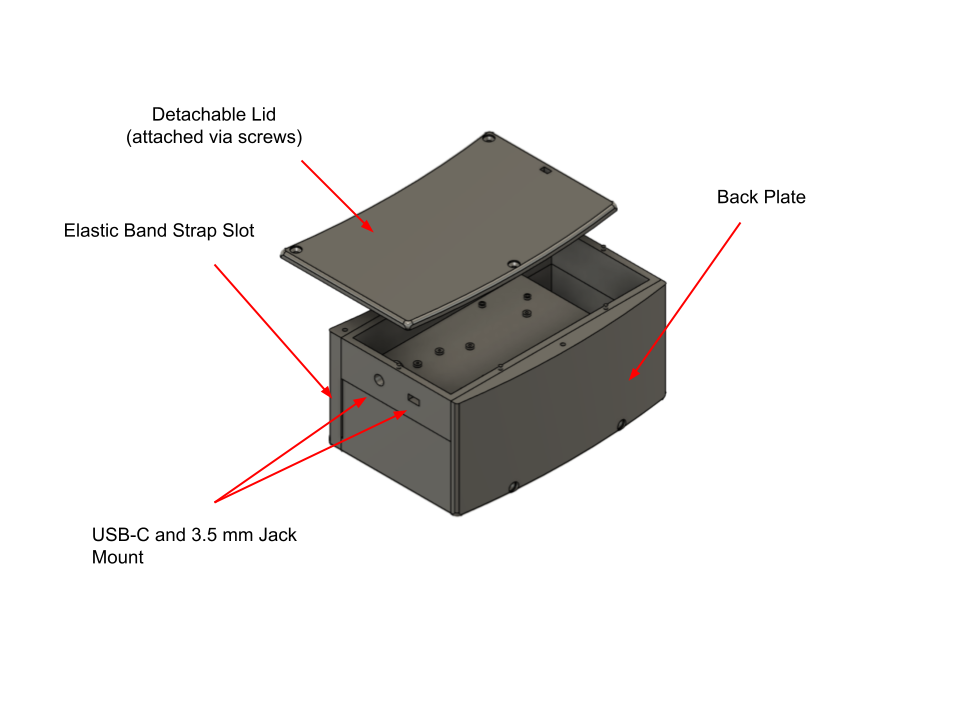 Detachable Lid
(attached via screws)
Back Plate
Elastic Band Strap Slot
USB-C and 3.5 mm Jack
Mount